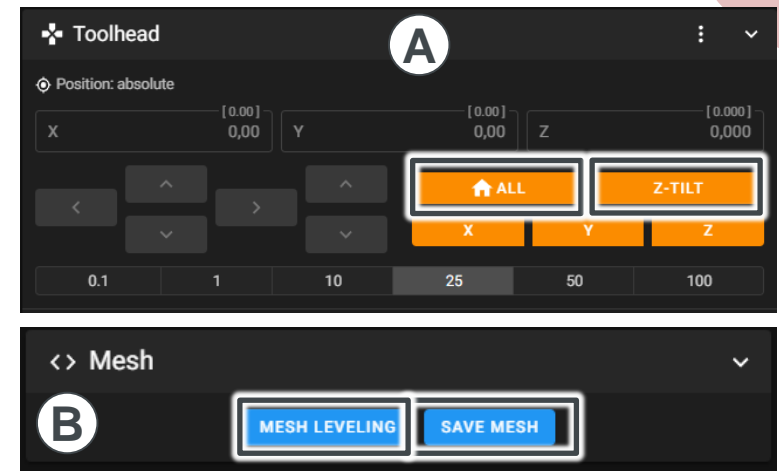 Toolhead
A
Position: absolute
[0.00] [0.00] [0.000]
X 0,00 Y 0,00 Z 0,000
ALL Z-TILT
X Y Z
0.1 1 10 25 50 100
<> Mesh
B
MESH LEVELING SAVE MESH